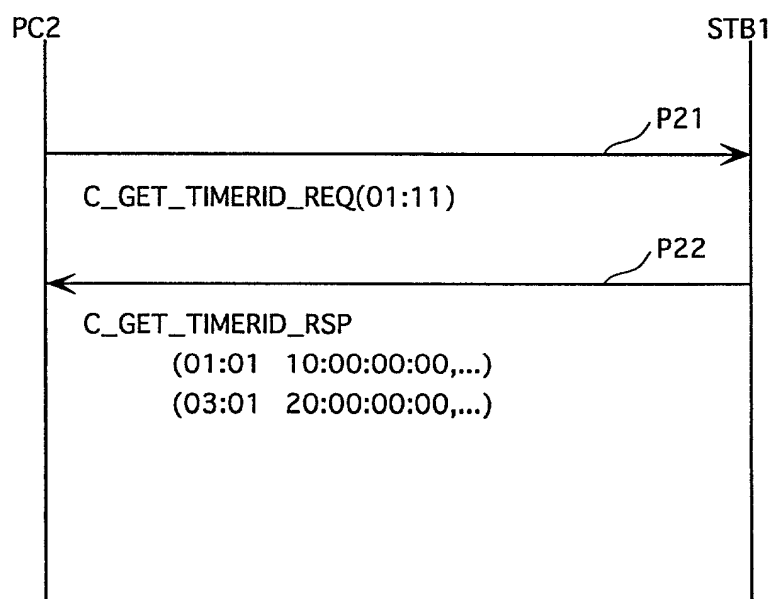 PC2
STB1
P21
C_GET_TIMERID_REQ(01:11)
P22
C_GET_TIMERID_RSP
(01:01 10:00:00:00,...)
(03:01 20:00:00:00,...)